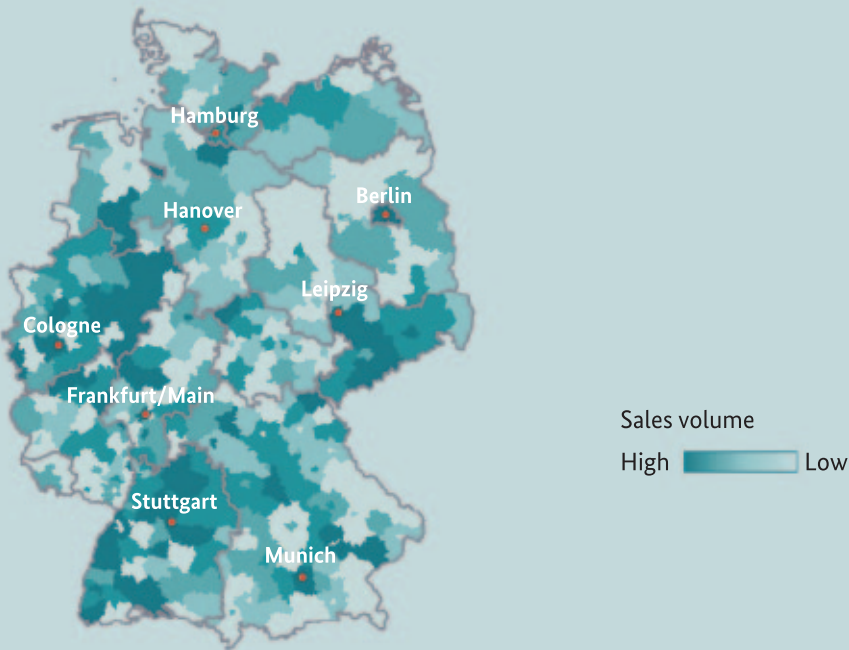 Hamburg
Berlin
Hanover
Leipzig
Cologne
Frankfurt/Main
Sales volume
High Low
Stuttgart
Munich